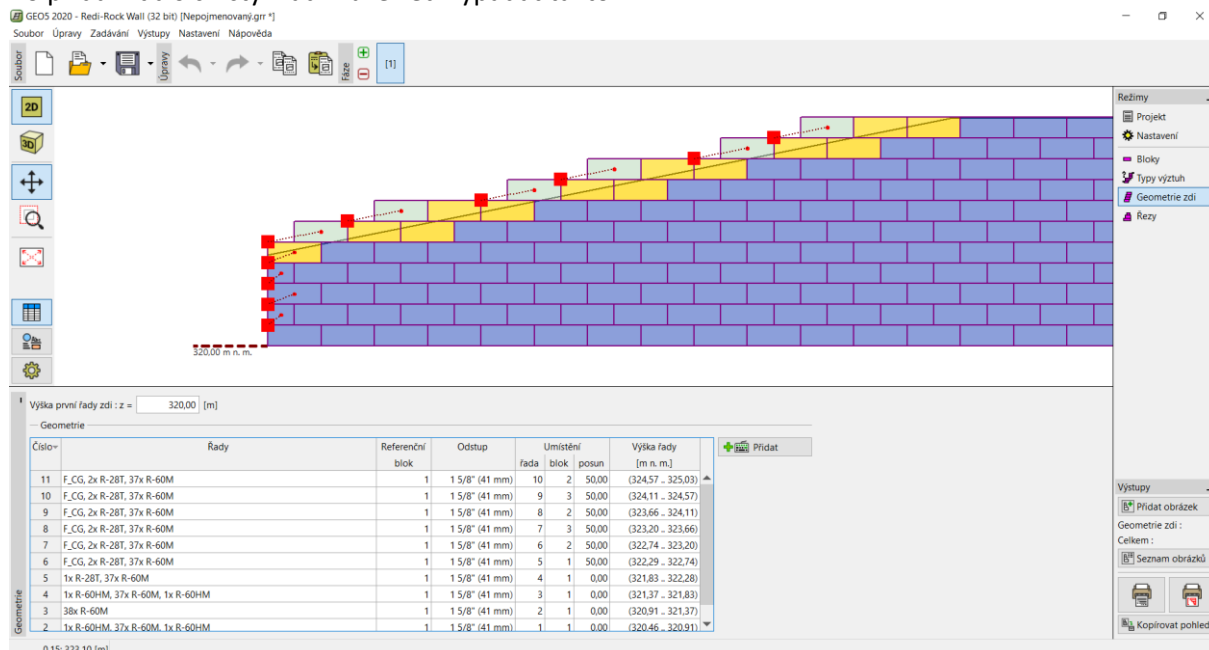 GEO5 2020 - Redi-Rock Wall (32 bit) [Nepojmenovaný.grr *]
Soubor Úpravy Zadávání Výstupy Nastavení Nápověda
Soubor
Úpravy
Fáze
[1]
2D
3D
320,00 m n. m.
Režimy
Projekt
Nastavení
Bloky
Typy výztuh
Geometrie zdi
Řezy
Výška první řady zdi : z = 320,00 [m]
Geometrie
Číslo Řady Referenční Odstup Umístění Výška řady
blok řada blok posun [m n. m.]
11 F_CG, 2x R-28T, 37x R-60M 1 1 5/8" (41 mm) 10 2 50,00 (324,57 .. 325,03)
10 F_CG, 2x R-28T, 37x R-60M 1 1 5/8" (41 mm) 9 3 50,00 (324,11 .. 324,57)
9 F_CG, 2x R-28T, 37x R-60M 1 1 5/8" (41 mm) 8 2 50,00 (323,66 .. 324,11)
8 F_CG, 2x R-28T, 37x R-60M 1 1 5/8" (41 mm) 7 3 50,00 (323,20 .. 323,66)
7 F_CG, 2x R-28T, 37x R-60M 1 1 5/8" (41 mm) 6 2 50,00 (322,74 .. 323,20)
6 F_CG, 2x R-28T, 37x R-60M 1 1 5/8" (41 mm) 5 1 50,00 (322,29 .. 322,74)
5 1x R-28T, 37x R-60M 1 1 5/8" (41 mm) 4 1 0,00 (321,83 .. 322,28)
4 1x R-60HM, 37x R-60M, 1x R-60HM 1 1 5/8" (41 mm) 3 1 0,00 (321,37 .. 321,83)
3 38x R-60M 1 1 5/8" (41 mm) 2 1 0,00 (320,91 .. 321,37)
2 1x R-60HM, 37x R-60M, 1x R-60HM 1 1 5/8" (41 mm) 1 1 0,00 (320,46 .. 320,91)
Přidat
Geometrie
Výstupy
Přidat obrázek
Geometrie zdi :
Celkem :
Seznam obrázků
Kopírovat pohled